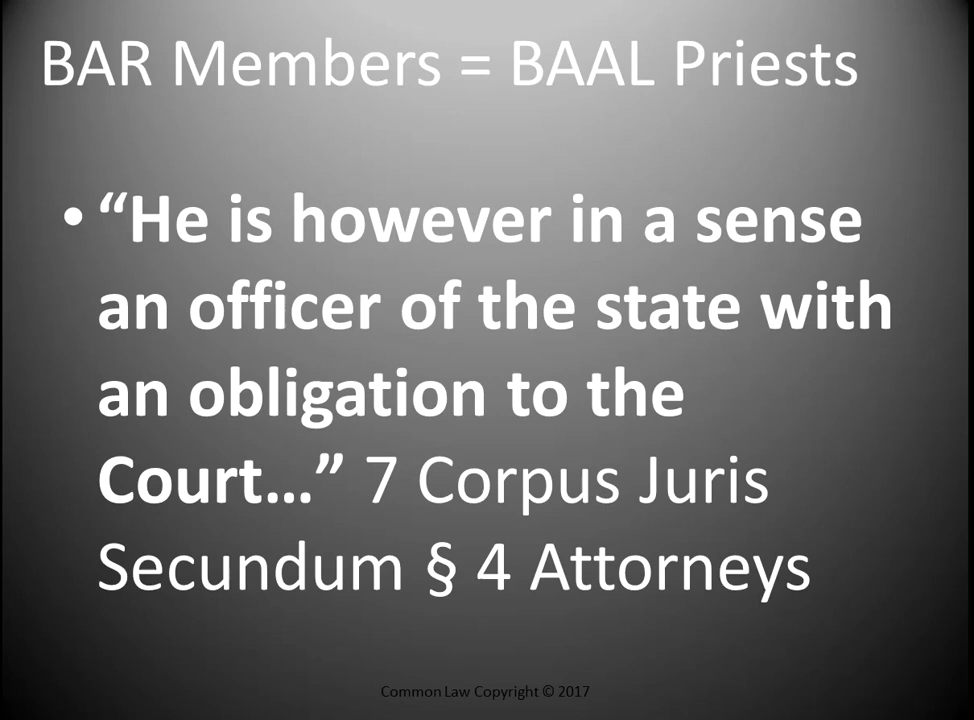 BAR Members = BAAL Priests
• “He is however in a sense
an officer of the state with
an obligation to the
Court…” 7 Corpus Juris
Secundum § 4 Attorneys
Common Law Copyright © 2017